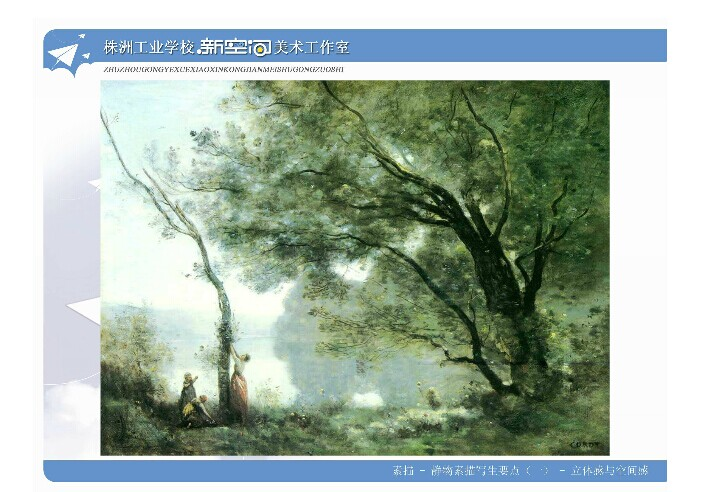 株洲工业学校.新空间美术工作室
ZHUZHOUGONGYEXUEXIAOXINKONGJIANMEISHUGONGZUOSHI
COROT
素描 - 静物素描写生要点（一） - 立体感与空间感